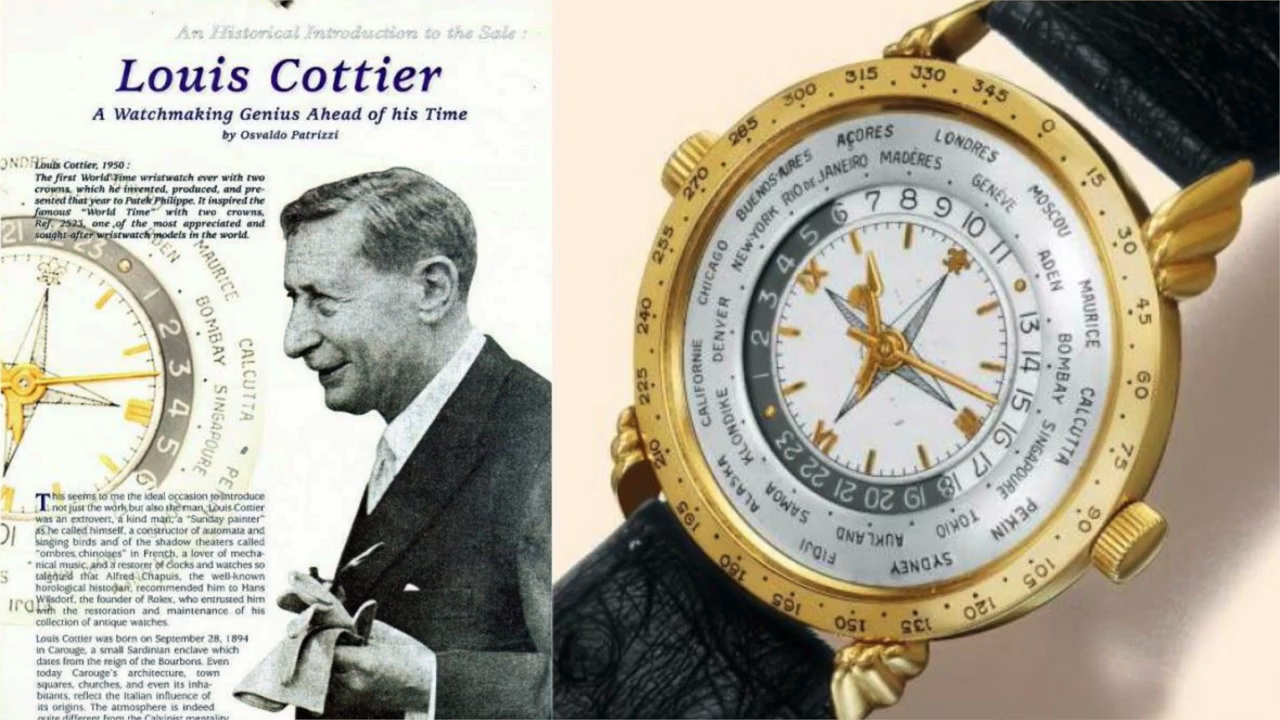 An Historical Introduction to the Sale :
Louis Cottier
A Watchmaking Genius Ahead of his Time
by Osvaldo Patrizzi
Louis Cottier, 1950 :
The first World Time wristwatch ever with two
crowns, which he invented, produced, and pre-
sented that year to Patek Philippe. It inspired the
famous "World Time" with two crowns,
Ref. 2523, one of the most appreciated and
sought-after wristwatch models in the world.
This seems to me the ideal occasion to introduce
not just the work but also the man. Louis Cottier
was an extrovert, a kind man, a "Sunday painter"
as he called himself, a constructor of automata and
singing birds and of the shadow theaters called
"ombres chinoises" in French, a lover of mecha-
nical music, and a restorer of clocks and watches so
talented that Alfred Chapuis, the well-known
horological historian, recommended him to Hans
Wilsdorf, the founder of Rolex, who entrusted him
with the restoration and maintenance of his
collection of antique watches.
Louis Cottier was born on September 28, 1894
in Carouge, a small Sardinian enclave which
dates from the reign of the Bourbons. Even
today Carouge's architecture, town
squares, churches, and even its inha-
bitants, reflect the Italian influence of
its origins. The atmosphere is indeed
quite different from the Calvinist mentality
ADEN MAURICE
BOMBAY CALCUTTA
SINGAPOURE
21 1 2 3 4 5 6
0 15 30 45 60 75 90 105 120 135 150 165 180 195 210 225 240 255 270 285 300 315 330 345
AÇORES LONDRES
RIO DE JANEIRO MADÈRES GENÈVE MOSCOU
BUENOS-AIRES NEW-YORK ADEN MAURICE
CHICAGO DENVER BOMBAY CALCUTTA
CALIFORNIE KLONDIKE SINGAPOURE PEKIN
ALASKA SAMOA TOKIO
FIDJI AUKLAND SYDNEY
1 2 3 4 5 6 7 8 9 10 11 13 14 15 16 17 18 19 20 21 22 23
IX III VI